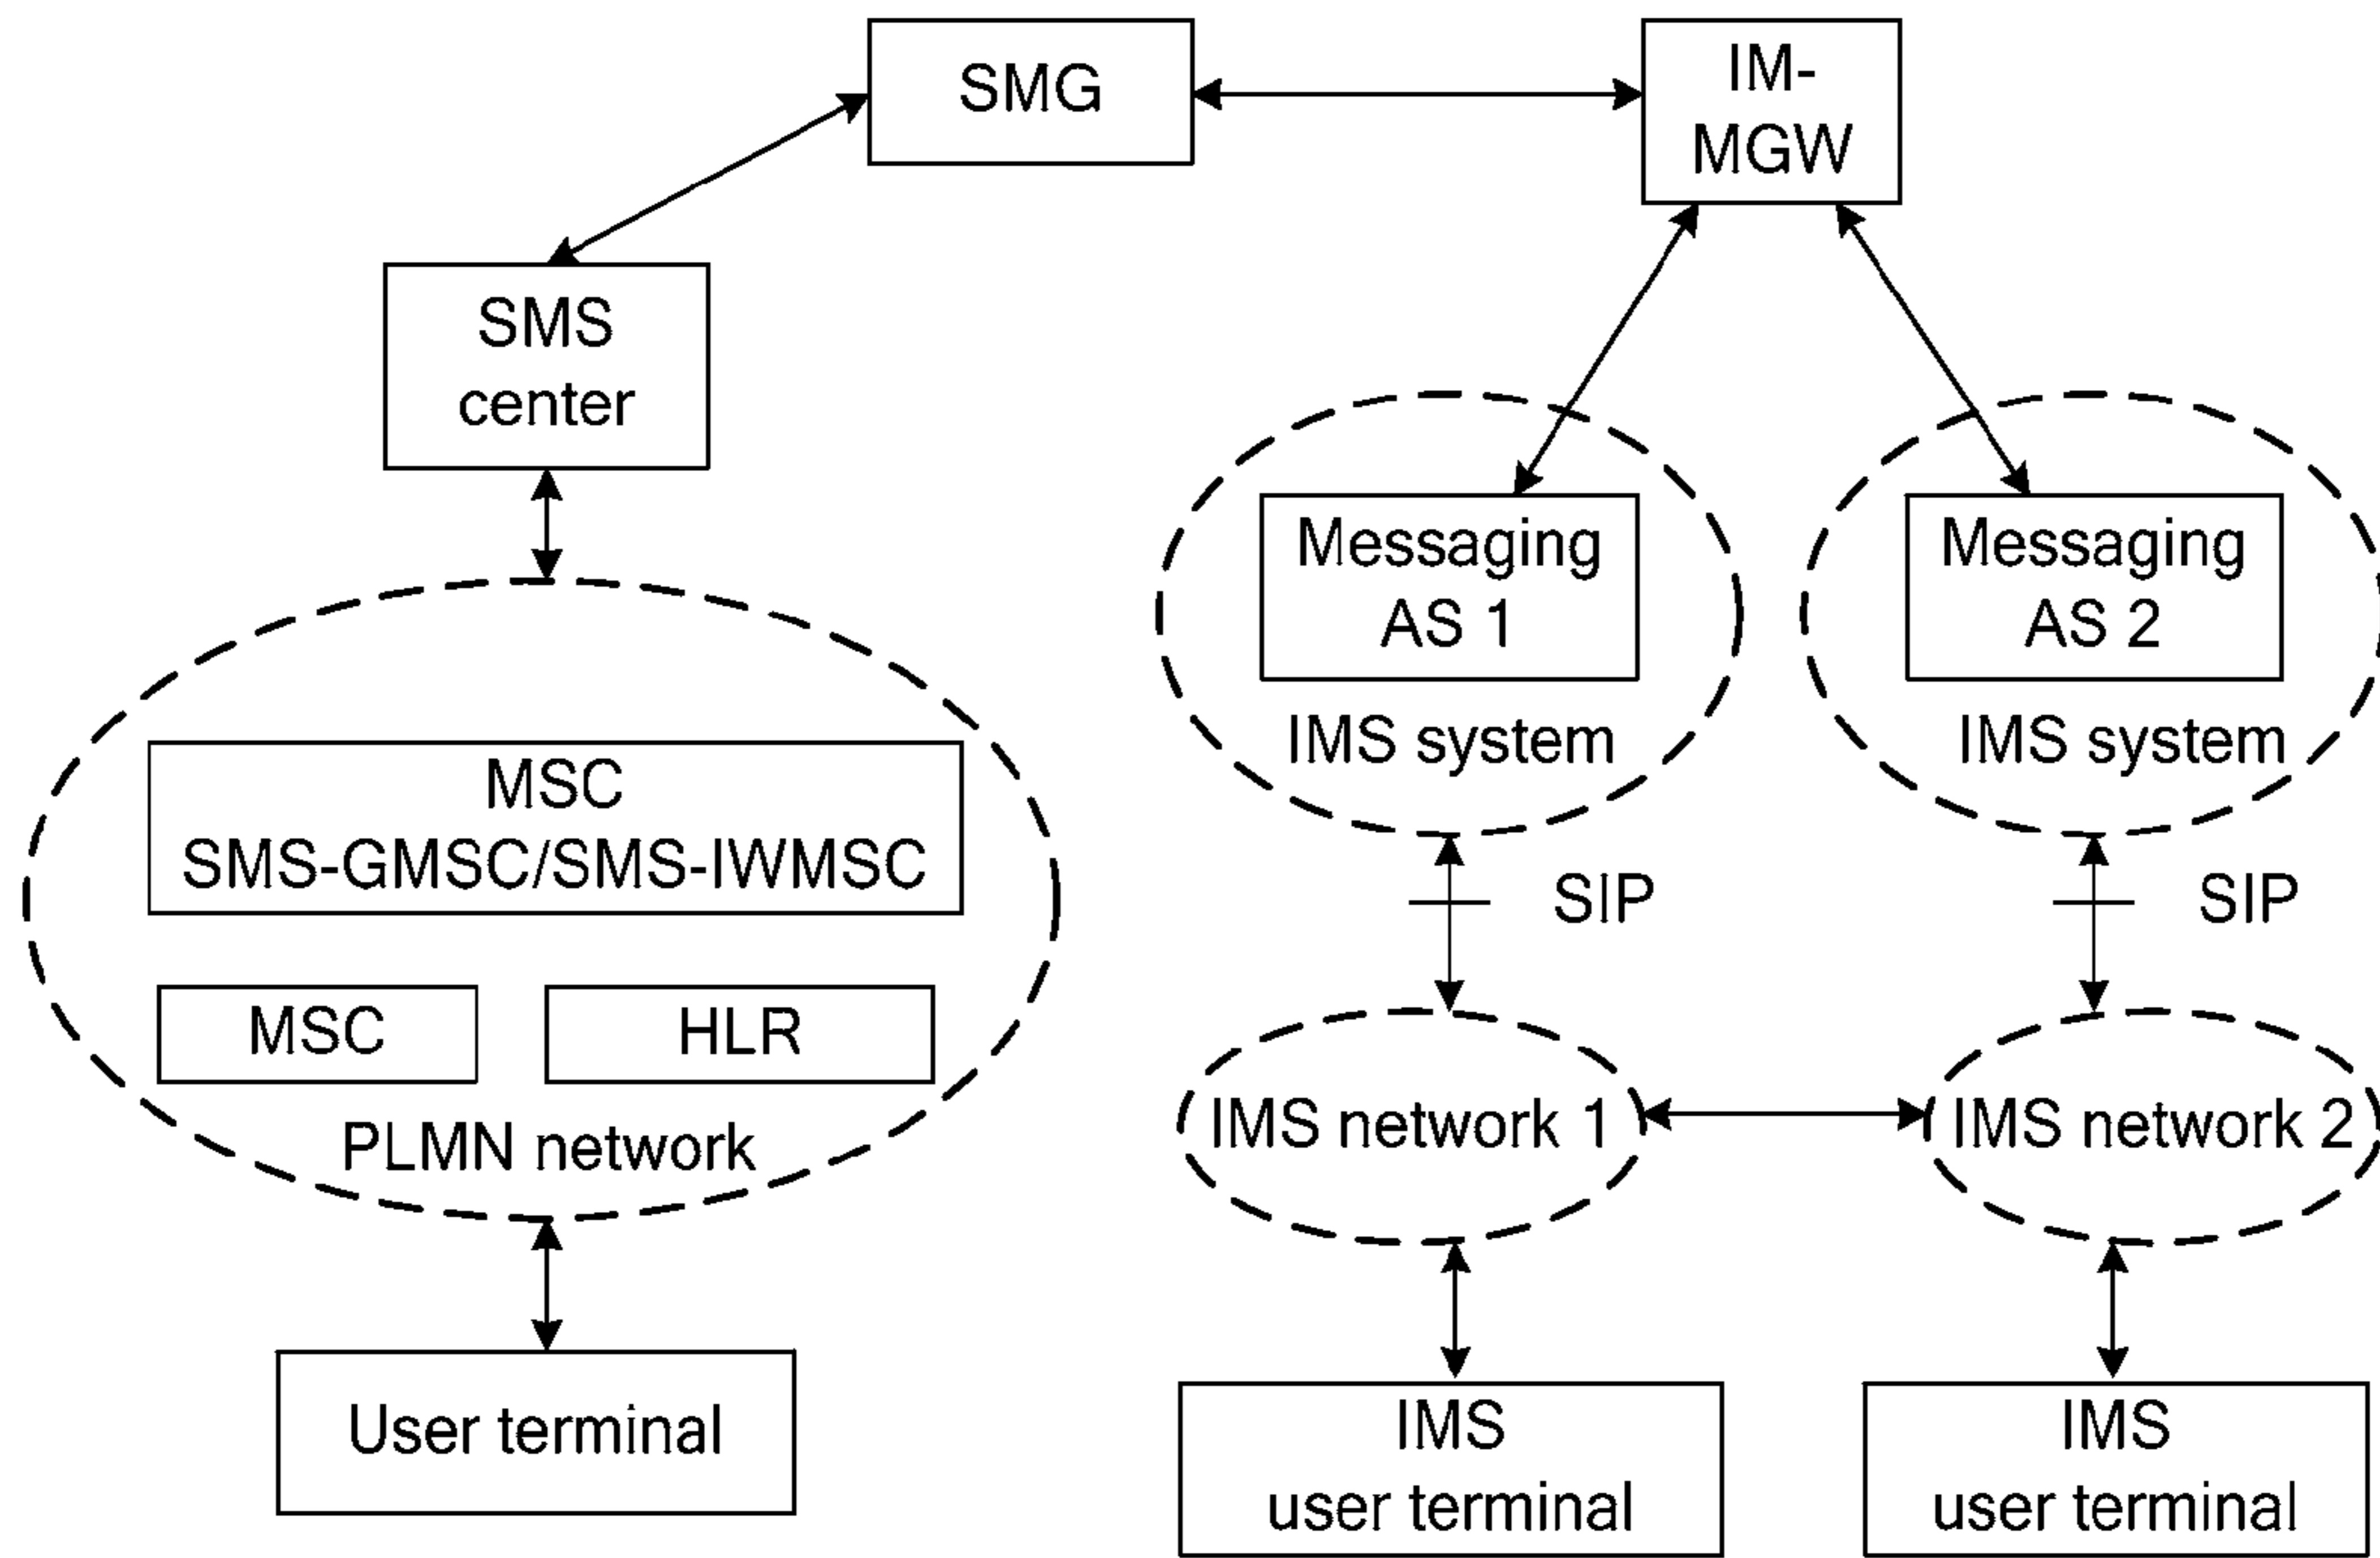 SMG
IM-
MGW
SMS
center
Messaging
AS 1
IMS system
Messaging
AS 2
IMS system
MSC
SMS-GMSC/SMS-IWMSC
MSC
HLR
PLMN network
SIP
SIP
IMS network 1
IMS network 2
User terminal
IMS
user terminal
IMS
user terminal